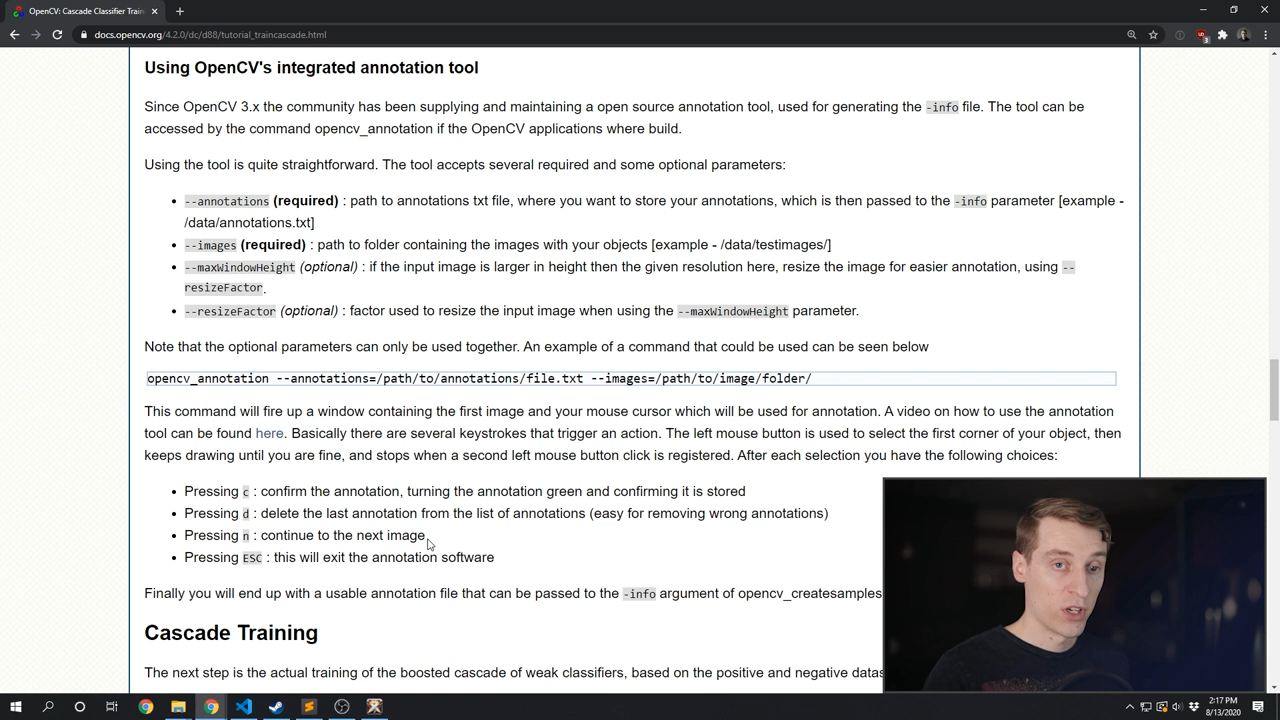 OpenCV: Cascade Classifier Train
docs.opencv.org/4.2.0/dc/d88/tutorial_traincascade.html
Using OpenCV's integrated annotation tool
Since OpenCV 3.x the community has been supplying and maintaining a open source annotation tool, used for generating the -info file. The tool can be
accessed by the command opencv_annotation if the OpenCV applications where build.
Using the tool is quite straightforward. The tool accepts several required and some optional parameters:
• --annotations (required) : path to annotations txt file, where you want to store your annotations, which is then passed to the -info parameter [example -
/data/annotations.txt]
• --images (required) : path to folder containing the images with your objects [example - /data/testimages/]
• --maxWindowHeight (optional) : if the input image is larger in height then the given resolution here, resize the image for easier annotation, using --
resizeFactor.
• --resizeFactor (optional) : factor used to resize the input image when using the --maxWindowHeight parameter.
Note that the optional parameters can only be used together. An example of a command that could be used can be seen below
opencv_annotation --annotations=/path/to/annotations/file.txt --images=/path/to/image/folder/
This command will fire up a window containing the first image and your mouse cursor which will be used for annotation. A video on how to use the annotation
tool can be found here. Basically there are several keystrokes that trigger an action. The left mouse button is used to select the first corner of your object, then
keeps drawing until you are fine, and stops when a second left mouse button click is registered. After each selection you have the following choices:
• Pressing c : confirm the annotation, turning the annotation green and confirming it is stored
• Pressing d : delete the last annotation from the list of annotations (easy for removing wrong annotations)
• Pressing n : continue to the next image
• Pressing ESC : this will exit the annotation software
Finally you will end up with a usable annotation file that can be passed to the -info argument of opencv_createsamples
Cascade Training
The next step is the actual training of the boosted cascade of weak classifiers, based on the positive and negative datas
2:17 PM
8/13/2020